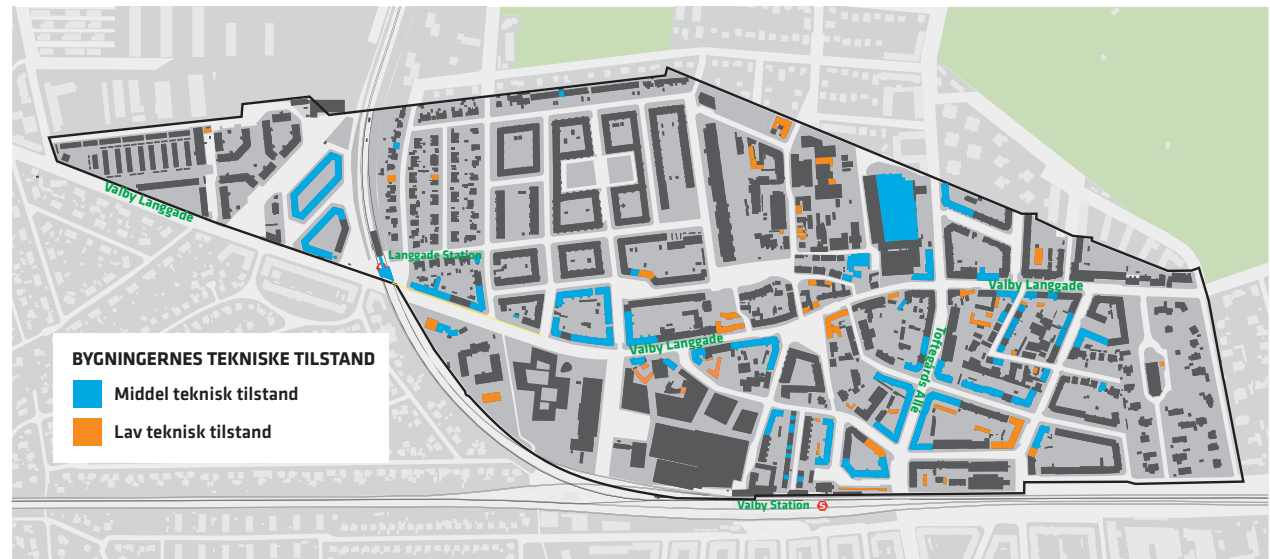 Valby Langgade
Langgade Station
Valby Langgade
Valby Langgade
Toftegårds Allé
BYGNINGERNES TEKNISKE TILSTAND
Middel teknisk tilstand
Lav teknisk tilstand
Valby Station S